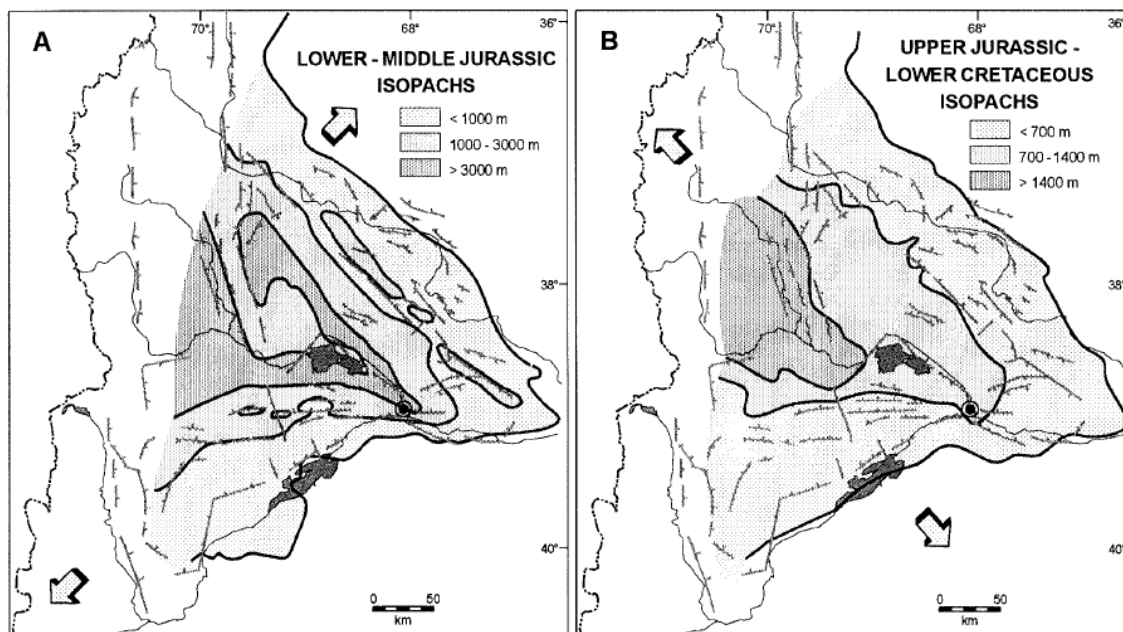 A
70°
68°
36°
LOWER - MIDDLE JURASSIC
ISOPACHS
< 1000 m
1000 - 3000 m
> 3000 m
38°
40°
0 50
km
B
70°
68°
36°
UPPER JURASSIC -
LOWER CRETACEOUS
ISOPACHS
< 700 m
700 - 1400 m
> 1400 m
38°
40°
0 50
km